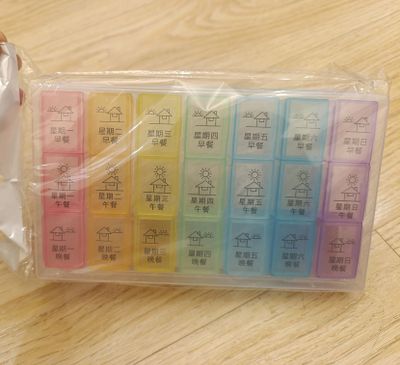 星期一 星期二 星期三 星期四 星期五 星期六 星期日
早餐 早餐 早餐 早餐 早餐 早餐 早餐
星期一 星期二 星期三 星期四 星期五 星期六 星期日
午餐 午餐 午餐 午餐 午餐 午餐 午餐
星期一 星期二 星期三 星期四 星期五 星期六 星期日
晚餐 晚餐 晚餐 晚餐 晚餐 晚餐 晚餐